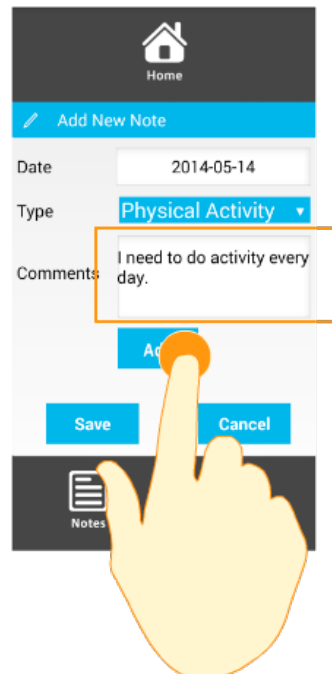 Home
Add New Note
Date
2014-05-14
Type
Physical Activity
Comments
I need to do activity every
day.
Save
Cancel
Notes